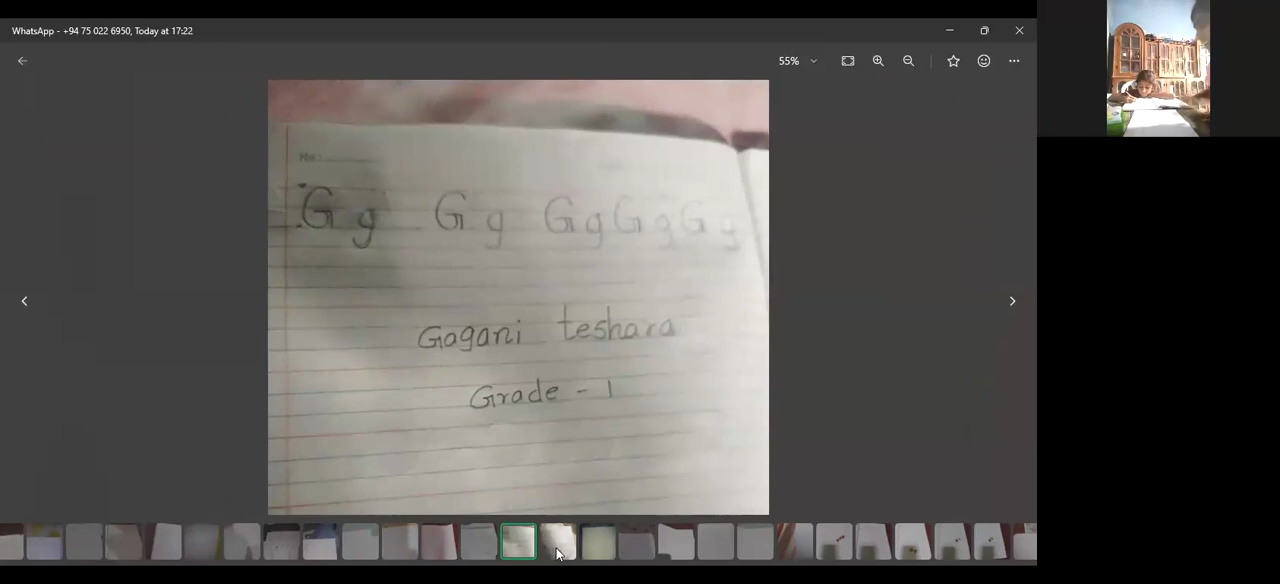 WhatsApp - +94 75 022 6950, Today at 17:22
55%
No :
Gg Gg GgGgGg
Gagani teshara
Grade - 1